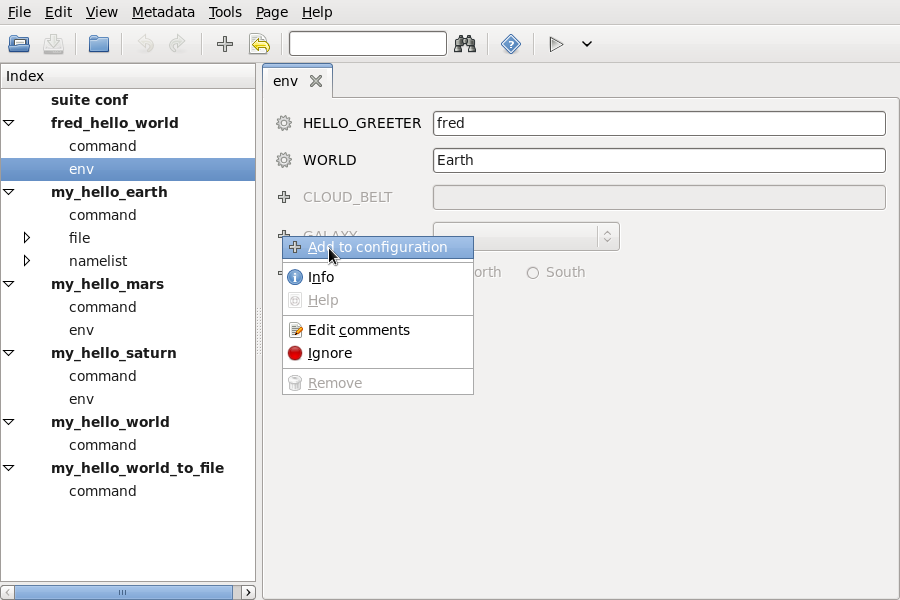 File Edit View Metadata Tools Page Help
Index
suite conf
fred_hello_world
command
env
my_hello_earth
command
file
namelist
my_hello_mars
command
env
my_hello_saturn
command
env
my_hello_world
command
my_hello_world_to_file
command
env
HELLO_GREETER fred
WORLD Earth
CLOUD_BELT
GALAXY
South
Add to configuration
Info
Help
Edit comments
Ignore
Remove